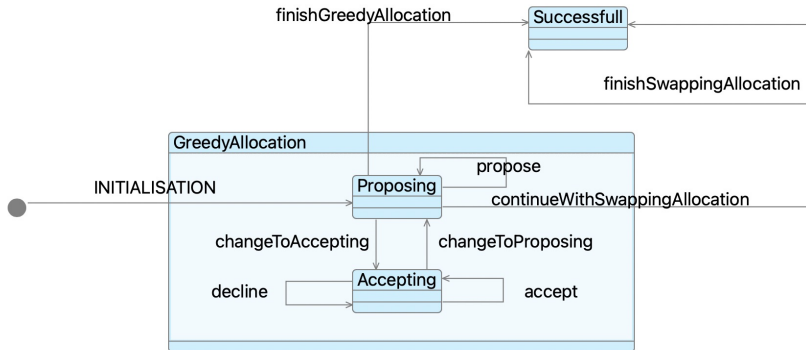 finishGreedyAllocation
Successfull
finishSwappingAllocation
GreedyAllocation
propose
Proposing
INITIALISATION
continueWithSwappingAllocation
changeToAccepting
changeToProposing
Accepting
decline
accept